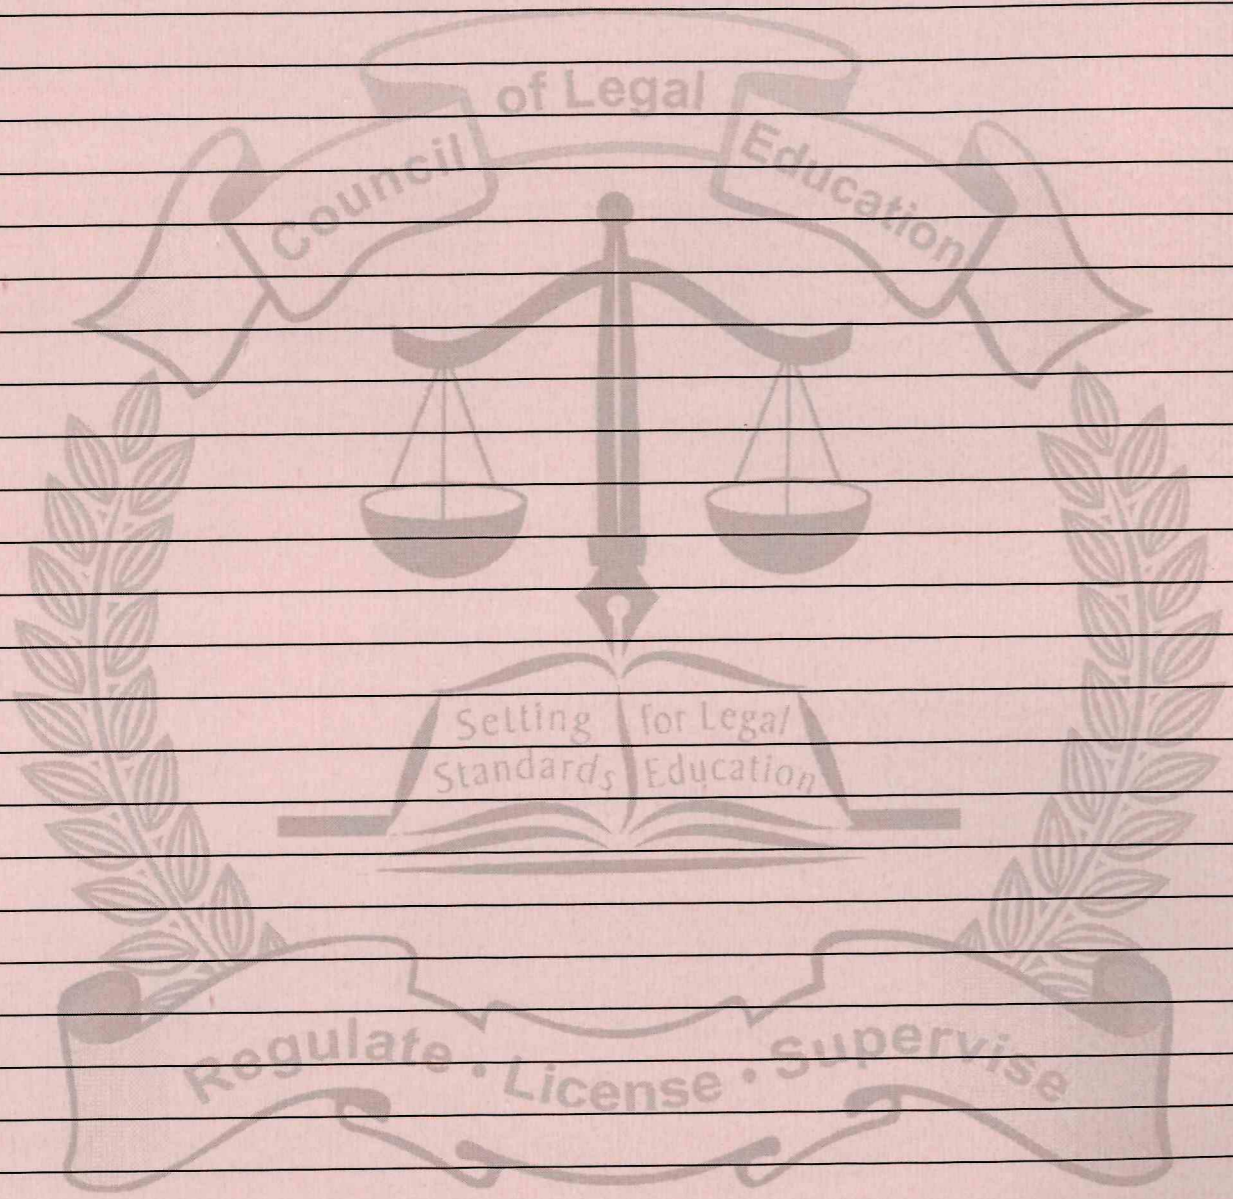 Council of Legal Education
Setting for Legal
Standards Education
Regulate • License • Supervise